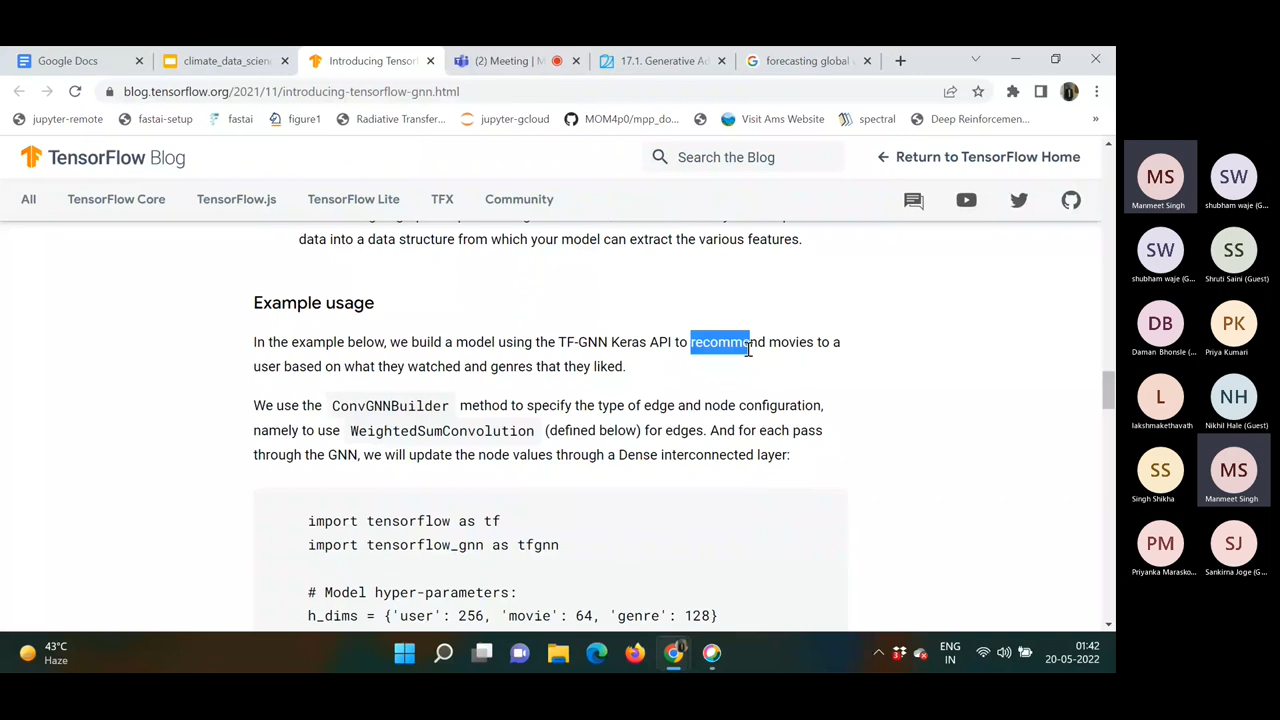 Google Docs
climate_data_scien
Introducing Tensorf
(2) Meeting | M
17.1. Generative Ad
forecasting global
blog.tensorflow.org/2021/11/introducing-tensorflow-gnn.html
jupyter-remote
fastai-setup
fastai
figure1
Radiative Transfer...
jupyter-gcloud
MOM4p0/mpp_do...
Visit Ams Website
spectral
Deep Reinforcemen...
»
TensorFlow Blog
Search the Blog
Return to TensorFlow Home
All
TensorFlow Core
TensorFlow.js
TensorFlow Lite
TFX
Community
data into a data structure from which your model can extract the various features.
Example usage
In the example below, we build a model using the TF-GNN Keras API to recommend movies to a
user based on what they watched and genres that they liked.
We use the ConvGNNBuilder method to specify the type of edge and node configuration,
namely to use WeightedSumConvolution (defined below) for edges. And for each pass
through the GNN, we will update the node values through a Dense interconnected layer:
import tensorflow as tf
import tensorflow_gnn as tfgnn
# Model hyper-parameters:
h_dims = {'user': 256, 'movie': 64, 'genre': 128}
43°C
Haze
ENG
IN
01:42
20-05-2022
MS
Manmeet Singh
SW
shubham waje (G...
SW
shubham waje (G...
SS
Shruti Saini (Guest)
DB
Daman Bhonsle (...
PK
Priya Kumari
L
lakshmakethavath
NH
Nikhil Hale (Guest)
SS
Singh Shikha
MS
Manmeet Singh
PM
Priyanka Marasko...
SJ
Sankirna Joge (G...